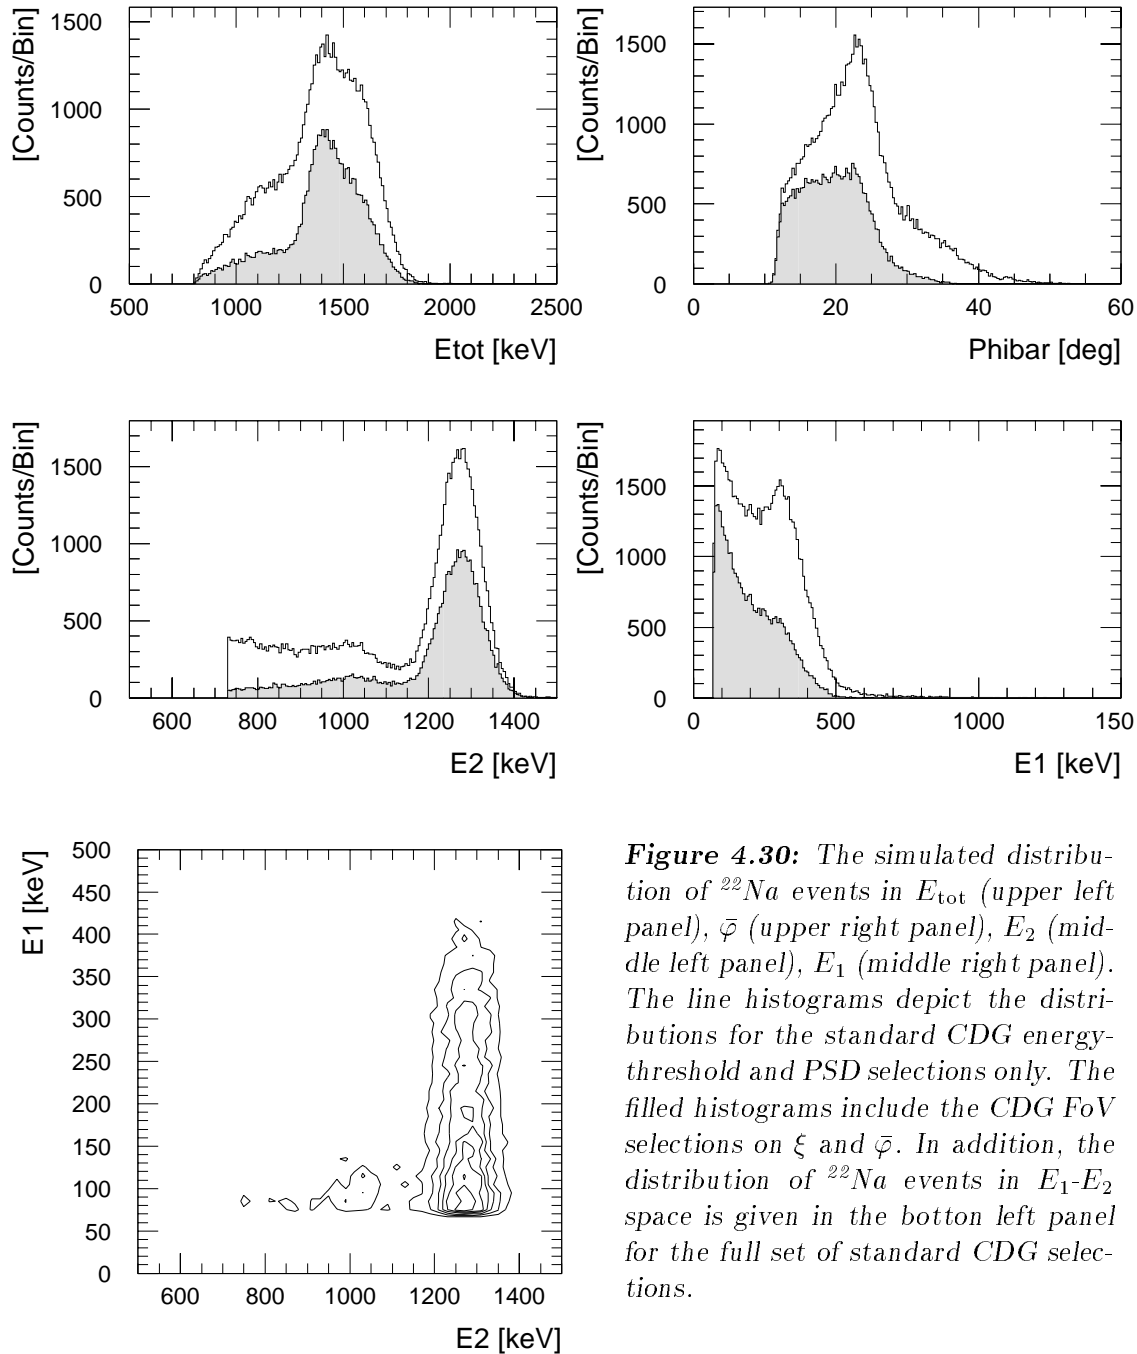 [Counts/Bin]
1500
1000
500
0
500 1000 1500 2000 2500
Etot [keV]
[Counts/Bin]
1500
1000
500
0
0 20 40 60
Phibar [deg]
[Counts/Bin]
1500
1000
500
0
600 800 1000 1200 1400
E2 [keV]
[Counts/Bin]
1500
1000
500
0
0 500 1000 150
E1 [keV]
E1 [keV]
500
450
400
350
300
250
200
150
100
50
0
600 800 1000 1200 1400
E2 [keV]
Figure 4.30: The simulated distribu-
tion of ²²Na events in E_tot (upper left
panel), φ̄ (upper right panel), E₂ (mid-
dle left panel), E₁ (middle right panel).
The line histograms depict the distri-
butions for the standard CDG energy-
threshold and PSD selections only. The
filled histograms include the CDG FoV
selections on ξ and φ̄. In addition, the
distribution of ²²Na events in E₁-E₂
space is given in the botton left panel
for the full set of standard CDG selec-
tions.